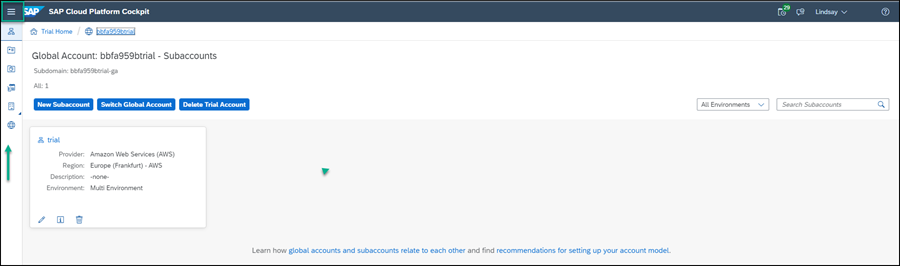 SAP SAP Cloud Platform Cockpit 29 Lindsay
Trial Home / bbfa959btrial
Global Account: bbfa959btrial - Subaccounts
Subdomain: bbfa959btrial-ga
All: 1
New Subaccount Switch Global Account Delete Trial Account All Environments Search Subaccounts
trial
Provider: Amazon Web Services (AWS)
Region: Europe (Frankfurt) - AWS
Description: -none-
Environment: Multi Environment
Learn how global accounts and subaccounts relate to each other and find recommendations for setting up your account model.